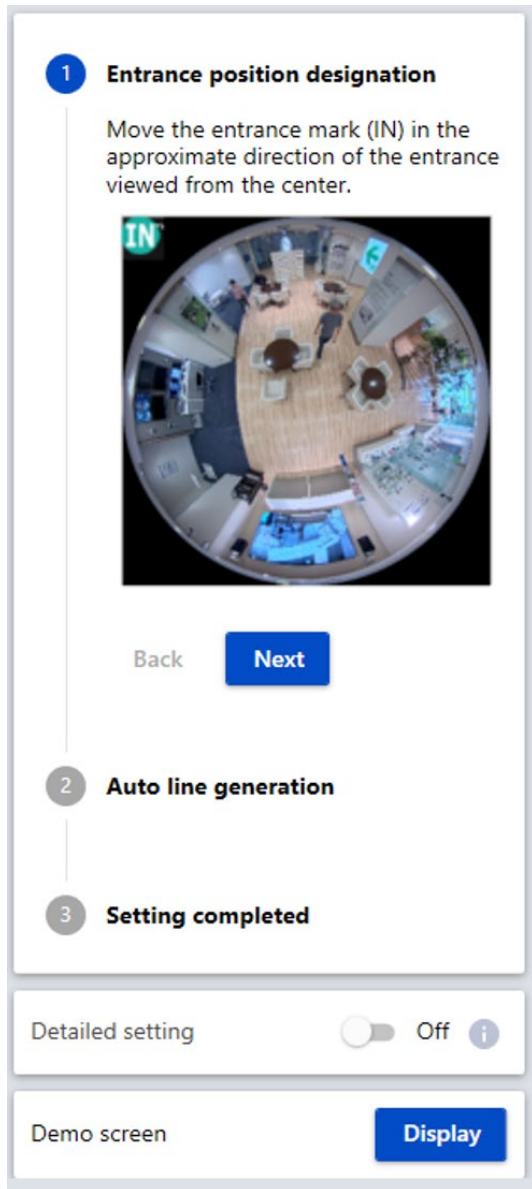 1 Entrance position designation
Move the entrance mark (IN) in the
approximate direction of the entrance
viewed from the center.
IN
Back Next
2 Auto line generation
3 Setting completed
Detailed setting Off i
Demo screen Display